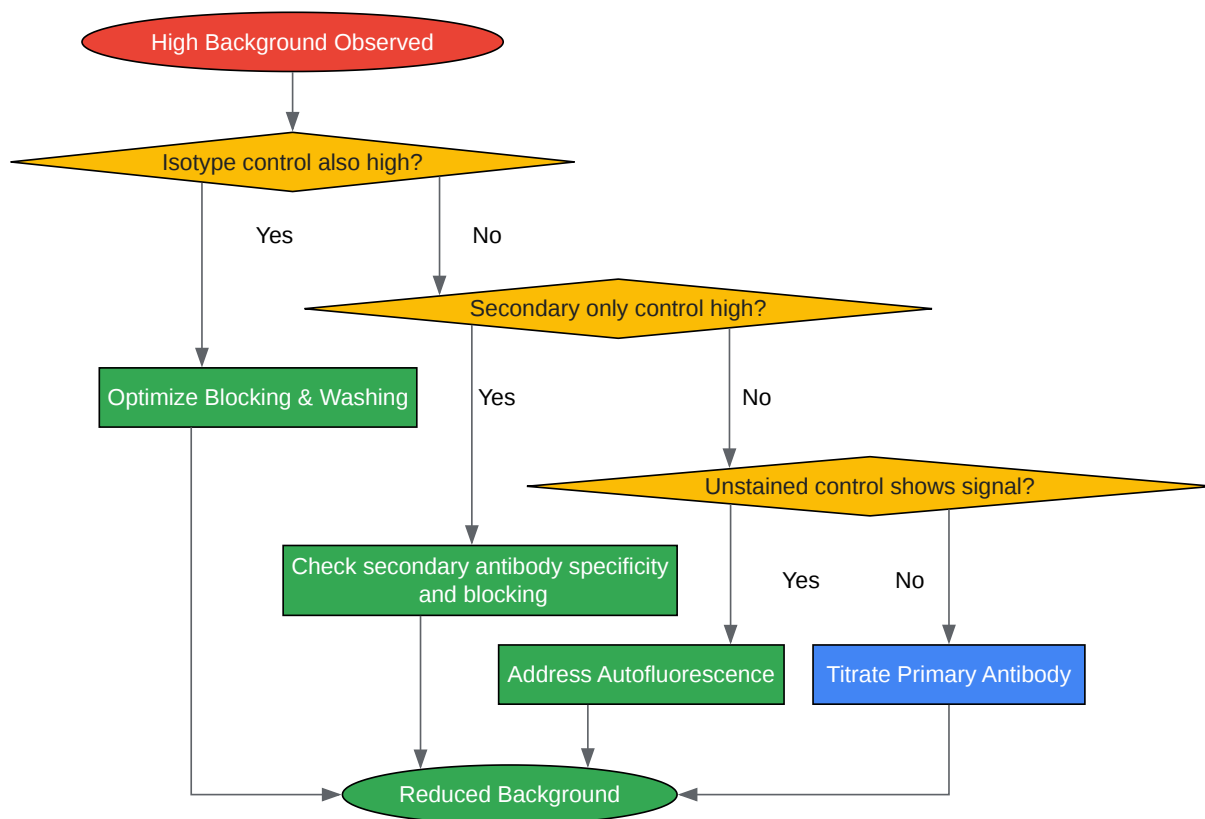 High Background Observed
Isotype control also high?
Yes
No
Secondary only control high?
Optimize Blocking & Washing
Yes
No
Unstained control shows signal?
Check secondary antibody specificity
and blocking
Yes
No
Address Autofluorescence
Titrate Primary Antibody
Reduced Background